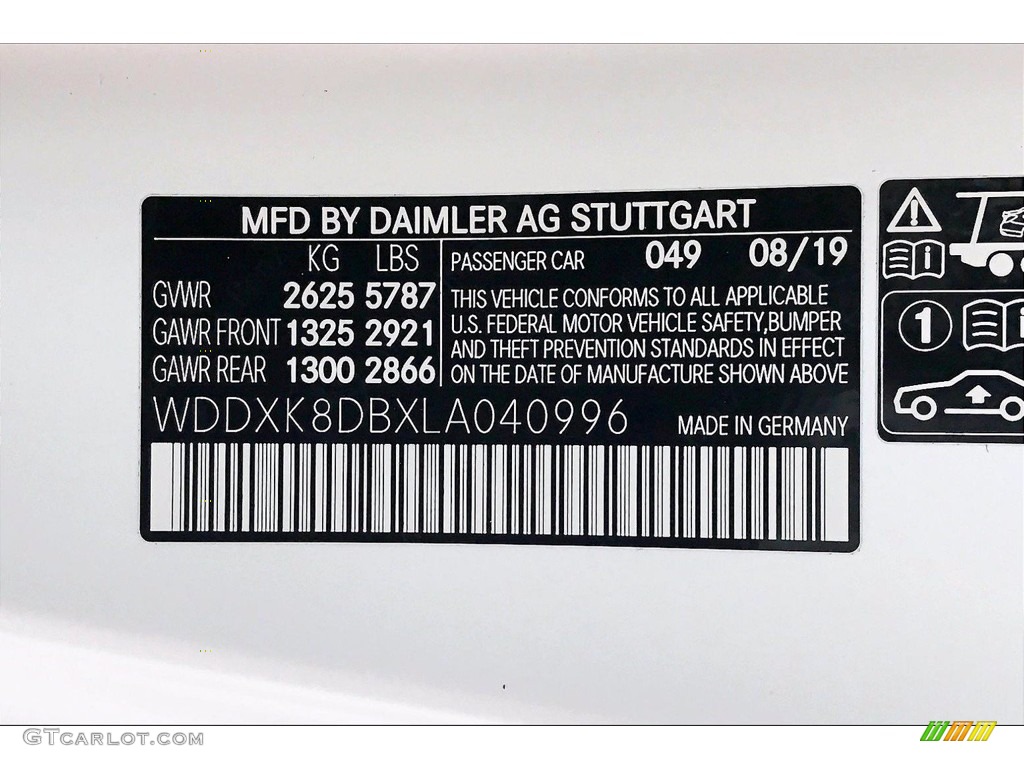 MFD BY DAIMLER AG STUTTGART
KG LBS
GVWR 2625 5787
GAWR FRONT 1325 2921
GAWR REAR 1300 2866
PASSENGER CAR 049 08/19
THIS VEHICLE CONFORMS TO ALL APPLICABLE
U.S. FEDERAL MOTOR VEHICLE SAFETY,BUMPER
AND THEFT PREVENTION STANDARDS IN EFFECT
ON THE DATE OF MANUFACTURE SHOWN ABOVE
WDDXK8DBXLA040996
MADE IN GERMANY
i
1
i
GTCARLOT.COM